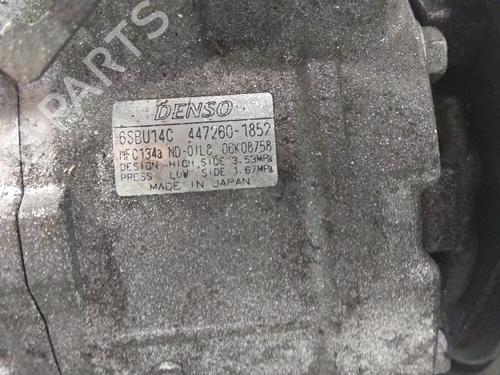 DENSO
6SBU14C 447260-1852
HFC134a ND-OIL8 0BK08758
DESIGN HIGH SIDE 3.53MPa
PRESS LOW SIDE 1.67MPa
MADE IN JAPAN
PARTS